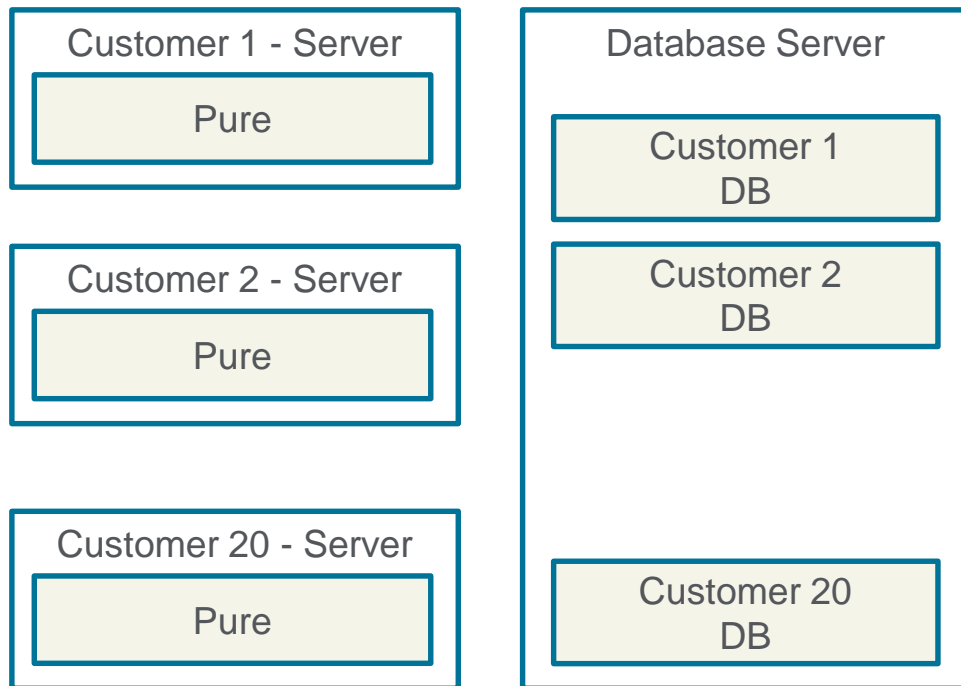 Customer 1 - Server
Pure
Customer 2 - Server
Pure
Customer 20 - Server
Pure
Database Server
Customer 1
DB
Customer 2
DB
Customer 20
DB